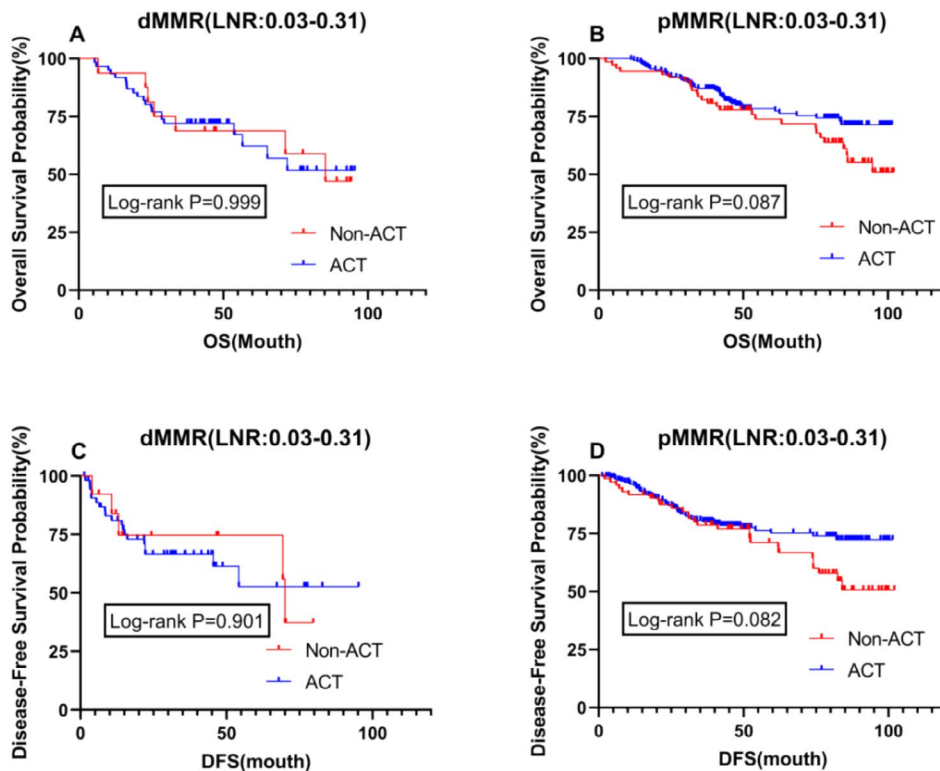 A
dMMR(LNR:0.03-0.31)
Overall Survival Probability(%)
100
75
50
25
0
Log-rank P=0.999
Non-ACT
ACT
0 50 100
OS(Mouth)
B
pMMR(LNR:0.03-0.31)
Overall Survival Probability(%)
100
75
50
25
0
Log-rank P=0.087
Non-ACT
ACT
0 50 100
OS(Mouth)
C
dMMR(LNR:0.03-0.31)
Disease-Free Survival Probability(%)
100
75
50
25
0
Log-rank P=0.901
Non-ACT
ACT
0 50 100
DFS(mouth)
D
pMMR(LNR:0.03-0.31)
Disease-Free Survival Probability(%)
100
75
50
25
0
Log-rank P=0.082
Non-ACT
ACT
0 50 100
DFS(mouth)